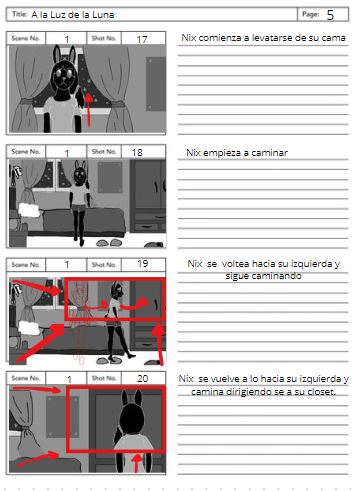 Title: A la Luz de la Luna Page: 5
Scene No. 1 Shot No. 17
Nix comienza a levatarse de su cama
Scene No. 1 Shot No. 18
Nix empieza a caminar
Scene No. 1 Shot No. 19
Nix se voltea hacia su izquierda y
sigue caminando
Scene No. 1 Shot No. 20
Nix se vuelve a lo hacia su izquierda y
camina dirigiendo se a su closet.